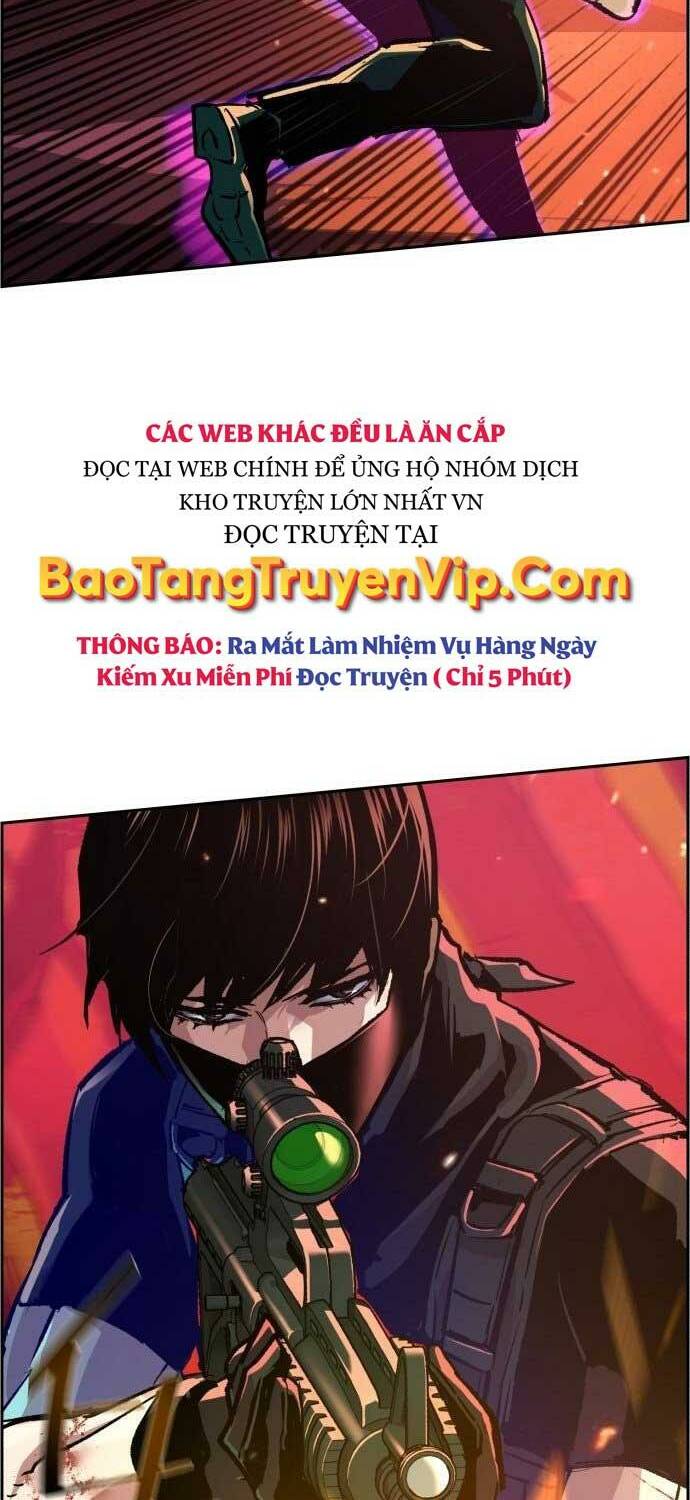 CÁC WEB KHÁC ĐỀU LÀ ĂN CẮP
ĐỌC TẠI WEB CHÍNH ĐỂ ỦNG HỘ NHÓM DỊCH
KHO TRUYỆN LỚN NHẤT VN
ĐỌC TRUYỆN TẠI
BaoTangTruyenVip.Com
THÔNG BÁO: Ra Mắt Làm Nhiệm Vụ Hàng Ngày
Kiếm Xu Miễn Phí Đọc Truyện ( Chỉ 5 Phút)